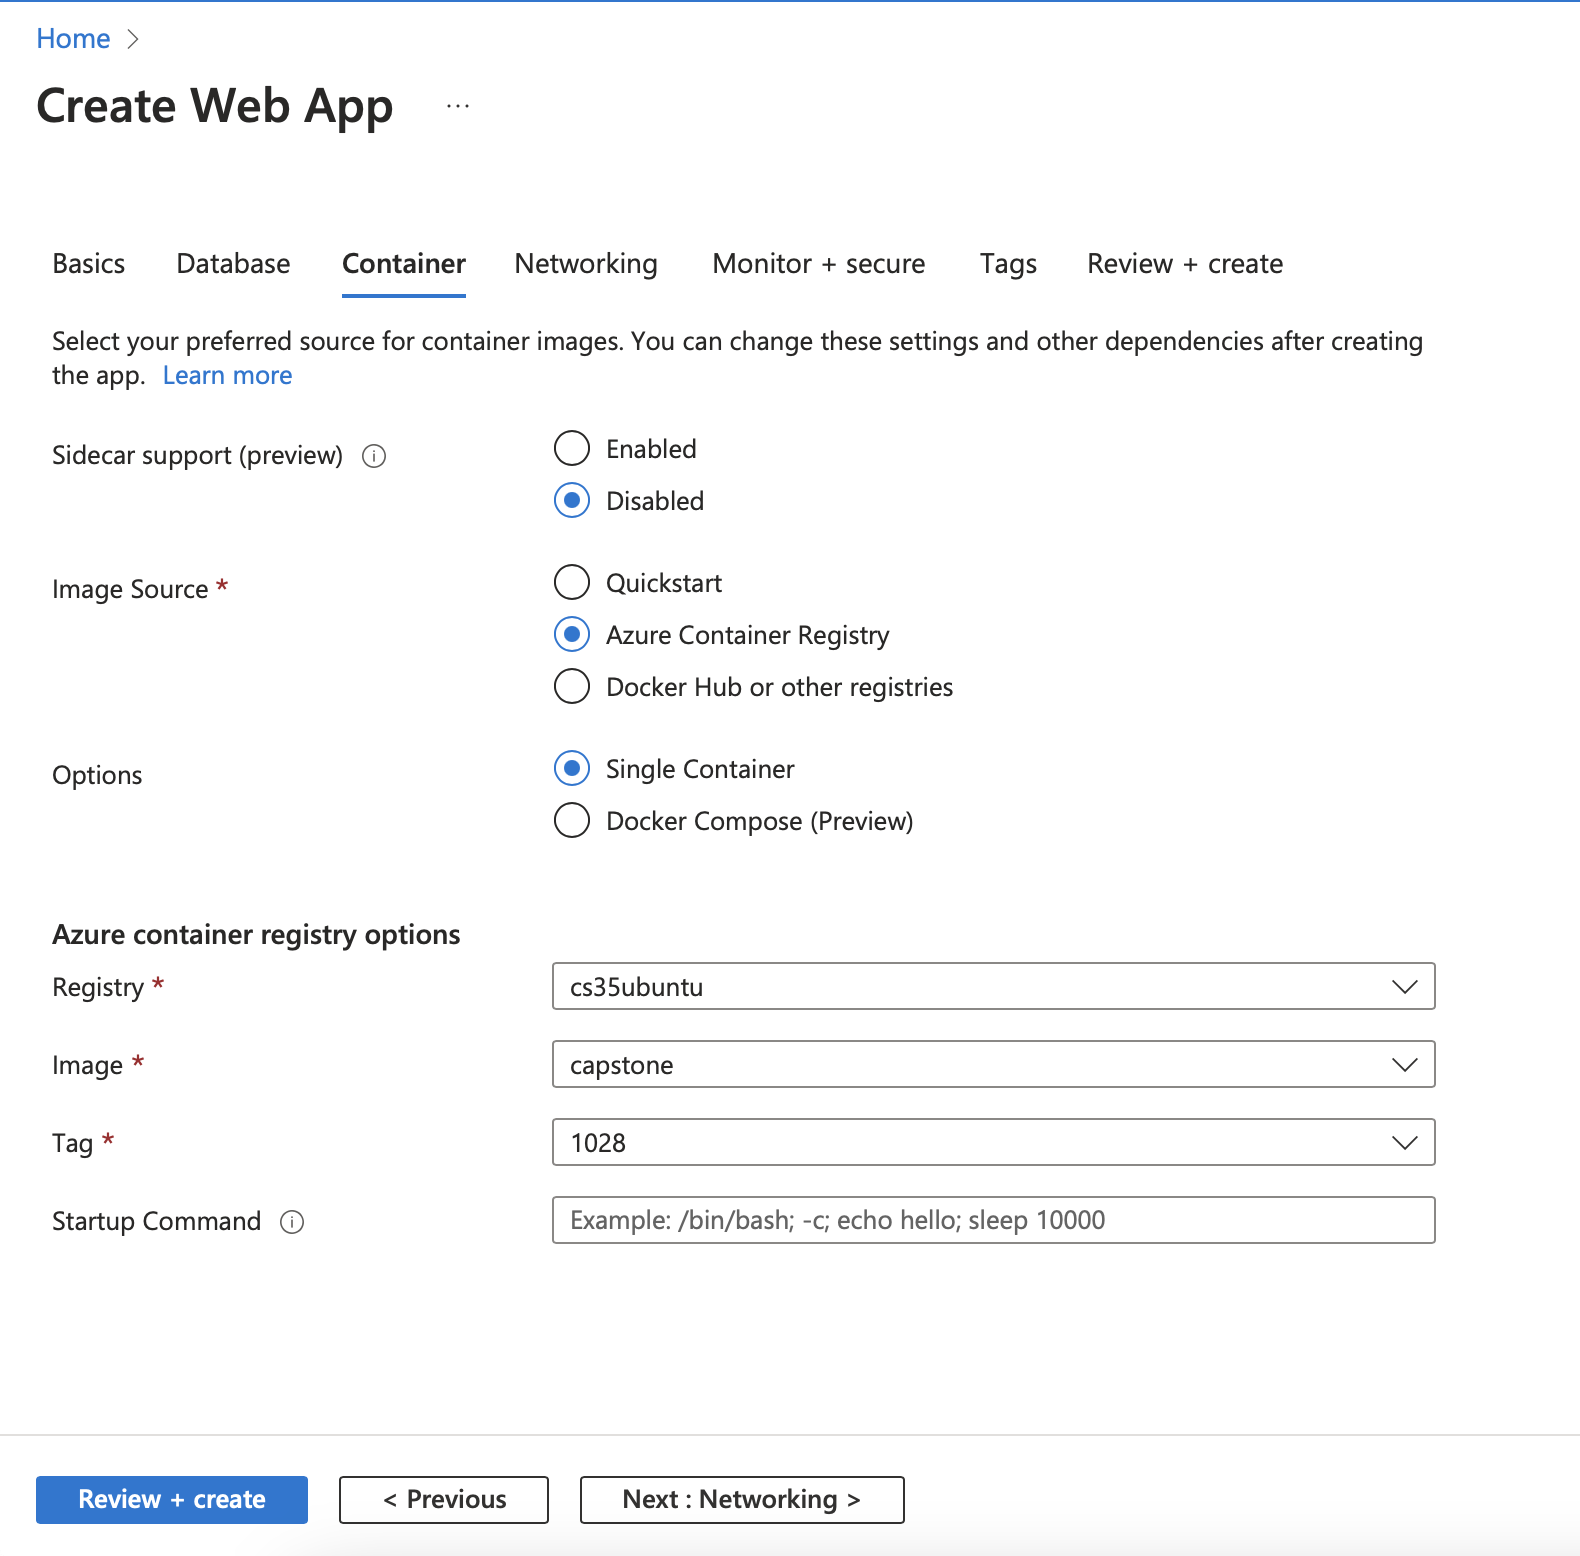 Home >
Create Web App ...
Basics Database Container Networking Monitor + secure Tags Review + create
Select your preferred source for container images. You can change these settings and other dependencies after creating
the app. Learn more
Sidecar support (preview)
Enabled
Disabled
Image Source *
Quickstart
Azure Container Registry
Docker Hub or other registries
Options
Single Container
Docker Compose (Preview)
Azure container registry options
Registry * cs35ubuntu
Image * capstone
Tag * 1028
Startup Command Example: /bin/bash; -c; echo hello; sleep 10000
Review + create < Previous Next : Networking >